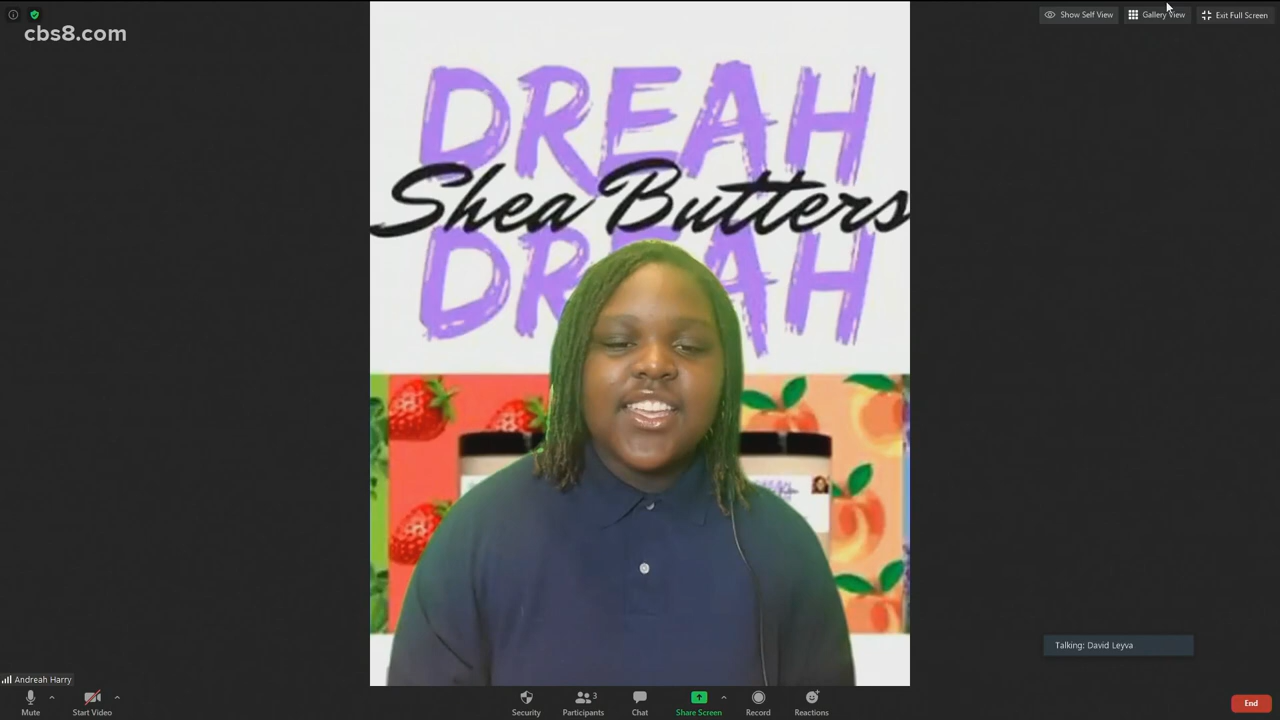 Show Self View
Gallery View
Exit Full Screen
cbs8.com
DREAH
Shea Butters
DREAH
Talking: David Leyva
Andreah Harry
Mute
Start Video
Security
3
Participants
Chat
Share Screen
Record
Reactions
End